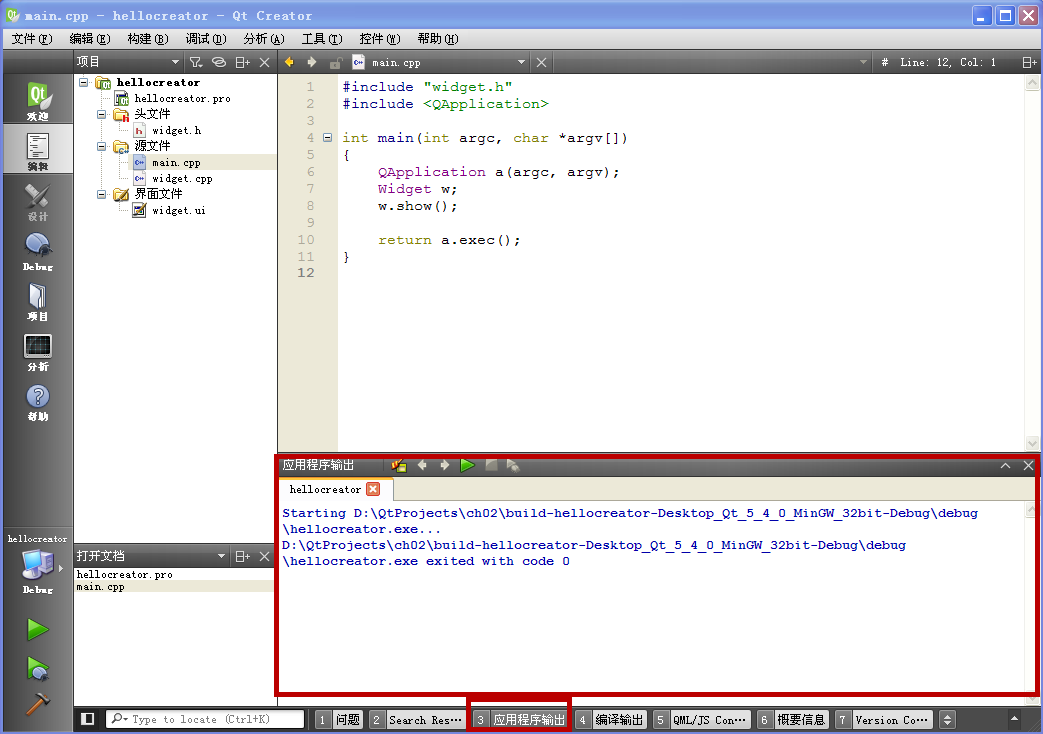 main.cpp - hellocreator - Qt Creator
文件(F) 编辑(E) 构建(B) 调试(D) 分析(A) 工具(T) 控件(W) 帮助(H)
项目
main.cpp
# Line: 12, Col: 1
欢迎
编辑
设计
Debug
项目
分析
帮助
hellocreator
hellocreator.pro
头文件
widget.h
源文件
main.cpp
widget.cpp
界面文件
widget.ui
1 #include "widget.h"
2 #include <QApplication>
3
4 int main(int argc, char *argv[])
5 {
6 QApplication a(argc, argv);
7 Widget w;
8 w.show();
9
10 return a.exec();
11 }
12
应用程序输出
hellocreator
Starting D:\QtProjects\ch02\build-hellocreator-Desktop_Qt_5_4_0_MinGW_32bit-Debug\debug
\hellocreator.exe...
D:\QtProjects\ch02\build-hellocreator-Desktop_Qt_5_4_0_MinGW_32bit-Debug\debug
\hellocreator.exe exited with code 0
hellocreator
Debug
打开文档
hellocreator.pro
main.cpp
Type to locate (Ctrl+K)
1 问题
2 Search Res...
3 应用程序输出
4 编译输出
5 QML/JS Con...
6 概要信息
7 Version Co...